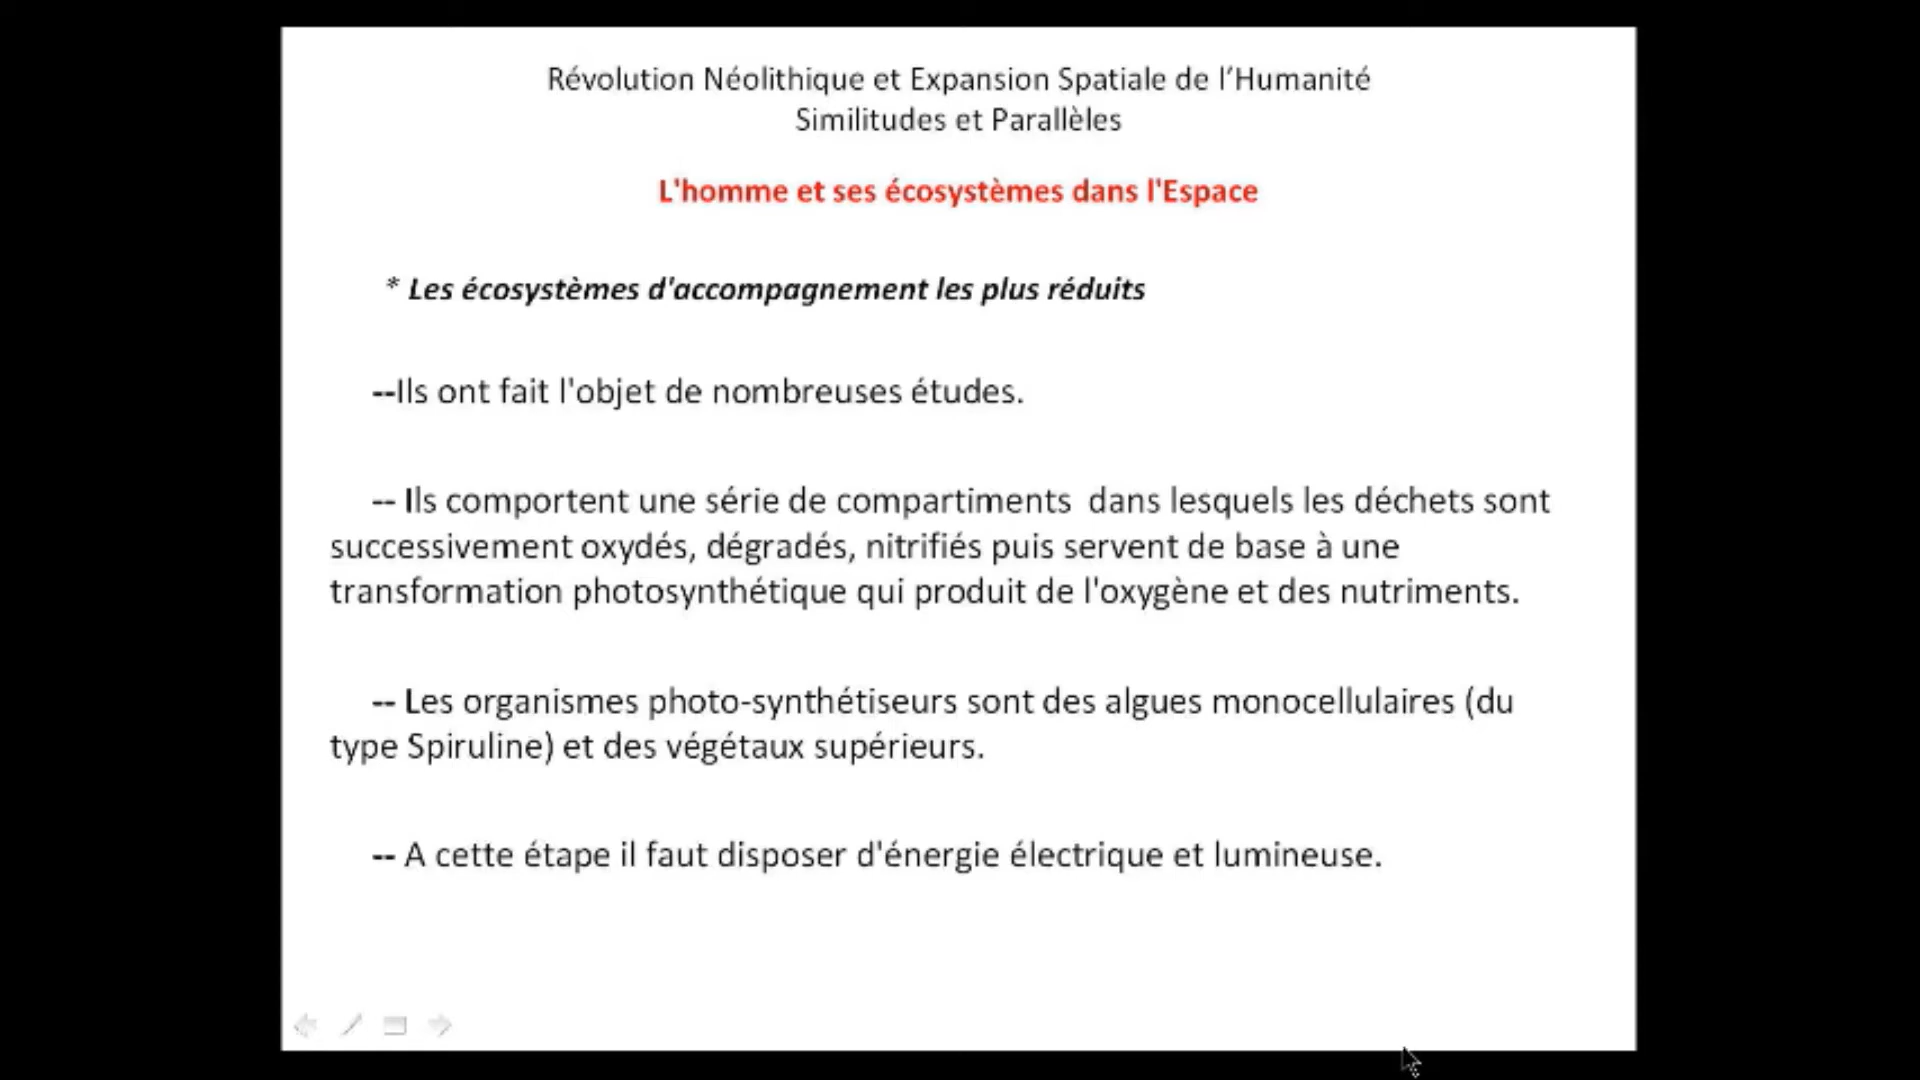 Révolution Néolithique et Expansion Spatiale de l’Humanité
Similitudes et Parallèles
L'homme et ses écosystèmes dans l'Espace
* Les écosystèmes d'accompagnement les plus réduits
--Ils ont fait l'objet de nombreuses études.
-- Ils comportent une série de compartiments  dans lesquels les déchets sont
successivement oxydés, dégradés, nitrifiés puis servent de base à une
transformation photosynthétique qui produit de l'oxygène et des nutriments.
-- Les organismes photo-synthétiseurs sont des algues monocellulaires (du
type Spiruline) et des végétaux supérieurs.
-- A cette étape il faut disposer d'énergie électrique et lumineuse.